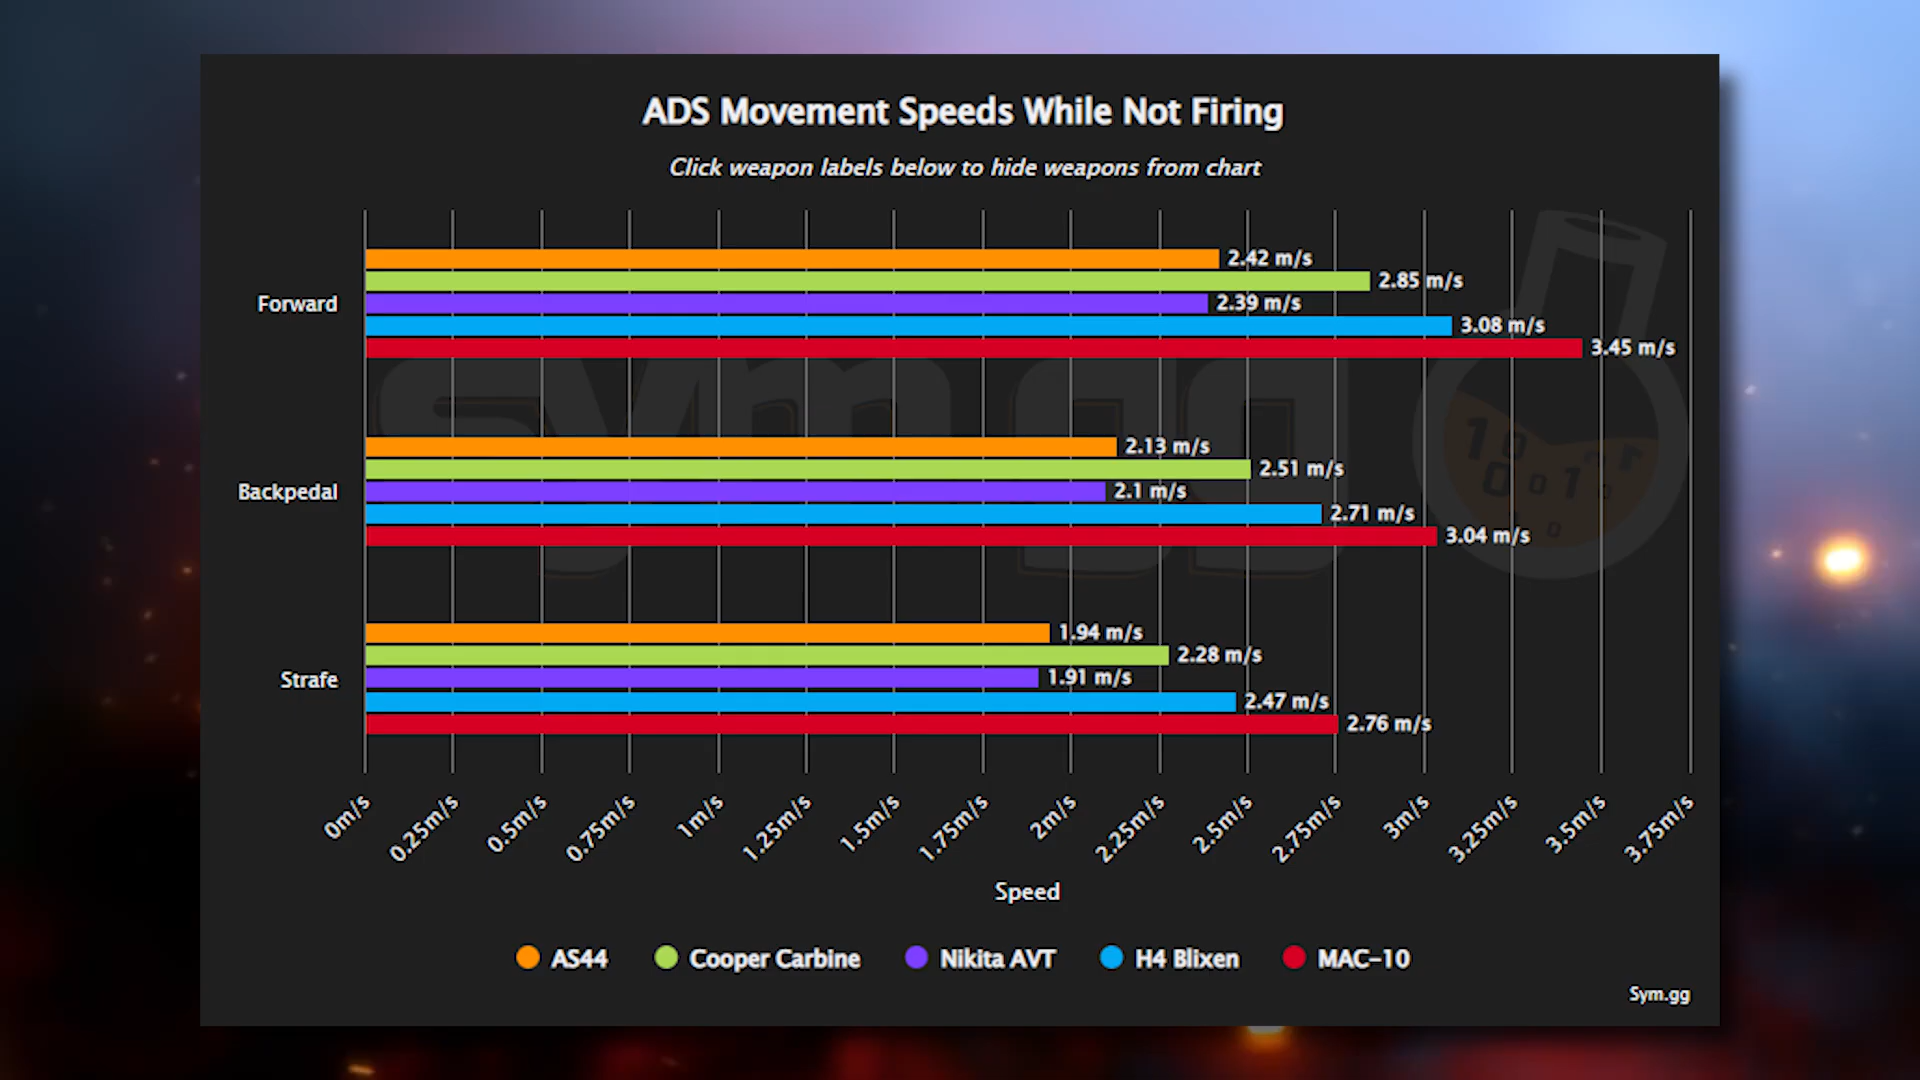 ADS Movement Speeds While Not Firing
Click weapon labels below to hide weapons from chart
2.42 m/s
2.85 m/s
Forward
2.39 m/s
3.08 m/s
3.45 m/s
sym.gg
2.13 m/s
2.51 m/s
Backpedal
2.1 m/s
2.71 m/s
3.04 m/s
1.94 m/s
2.28 m/s
Strafe
1.91 m/s
2.47 m/s
2.76 m/s
0m/s 0.25m/s 0.5m/s 0.75m/s 1m/s 1.25m/s 1.5m/s 1.75m/s 2m/s 2.25m/s 2.5m/s 2.75m/s 3m/s 3.25m/s 3.5m/s 3.75m/s
Speed
AS44 Cooper Carbine Nikita AVT H4 Blixen MAC-10
Sym.gg